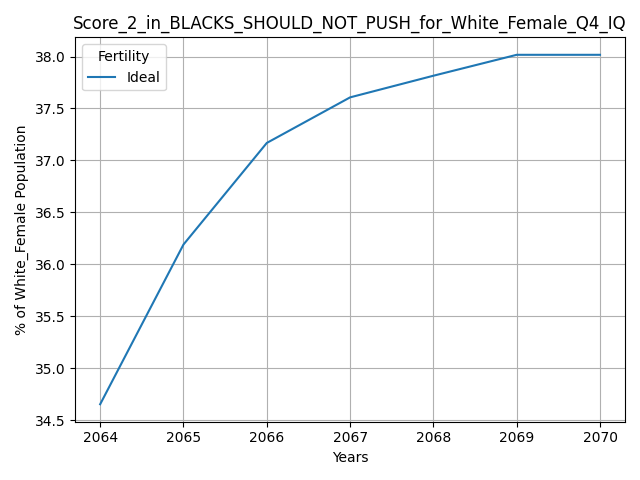 Score_2_in_BLACKS_SHOULD_NOT_PUSH_for_White_Female_Q4_IQ
Fertility
Ideal
% of White_Female Population
38.0
37.5
37.0
36.5
36.0
35.5
35.0
34.5
2064 2065 2066 2067 2068 2069 2070
Years